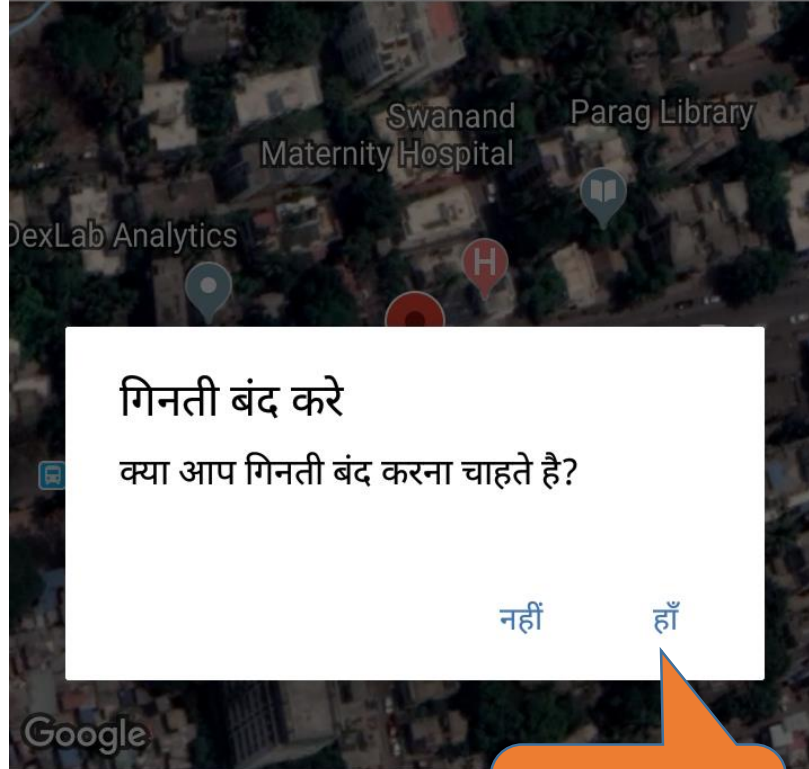 Swanand
Maternity Hospital
Parag Library
DexLab Analytics
H
गिनती बंद करे
क्या आप गिनती बंद करना चाहते है?
नहीं हाँ
Google